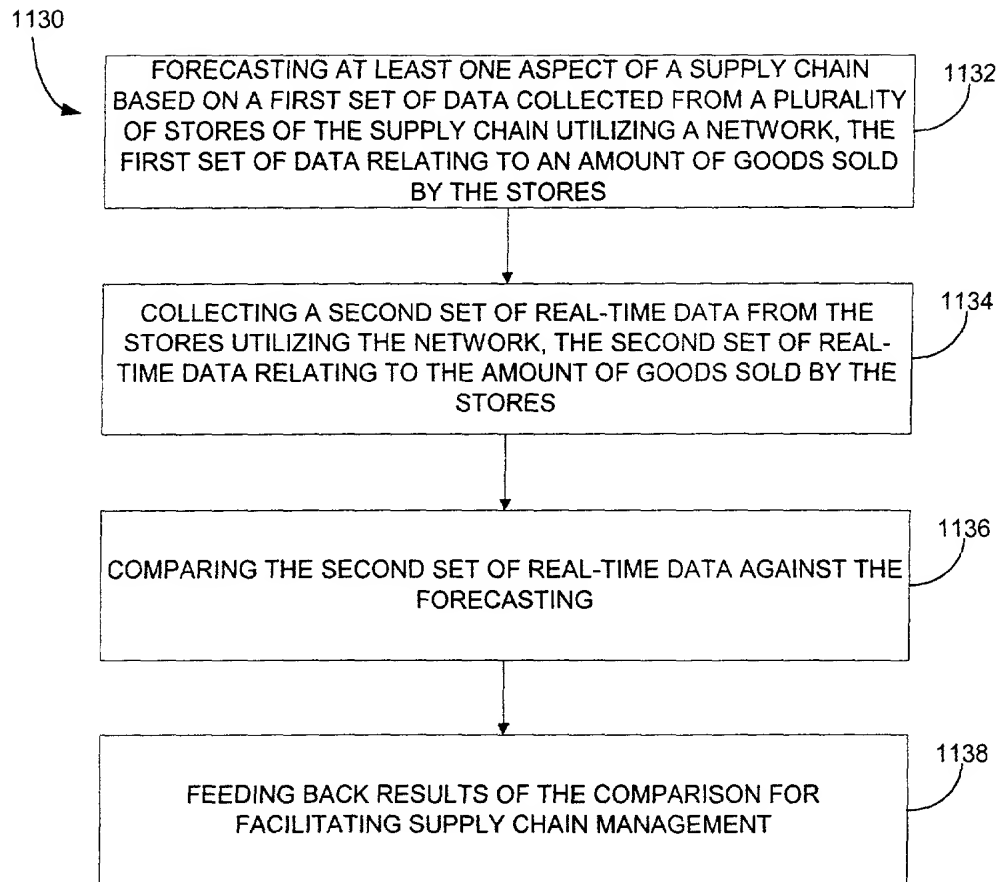 1130
FORECASTING AT LEAST ONE ASPECT OF A SUPPLY CHAIN
BASED ON A FIRST SET OF DATA COLLECTED FROM A PLURALITY
OF STORES OF THE SUPPLY CHAIN UTILIZING A NETWORK, THE
FIRST SET OF DATA RELATING TO AN AMOUNT OF GOODS SOLD
BY THE STORES
1132
COLLECTING A SECOND SET OF REAL-TIME DATA FROM THE
STORES UTILIZING THE NETWORK, THE SECOND SET OF REAL-
TIME DATA RELATING TO THE AMOUNT OF GOODS SOLD BY THE
STORES
1134
COMPARING THE SECOND SET OF REAL-TIME DATA AGAINST THE
FORECASTING
1136
FEEDING BACK RESULTS OF THE COMPARISON FOR
FACILITATING SUPPLY CHAIN MANAGEMENT
1138